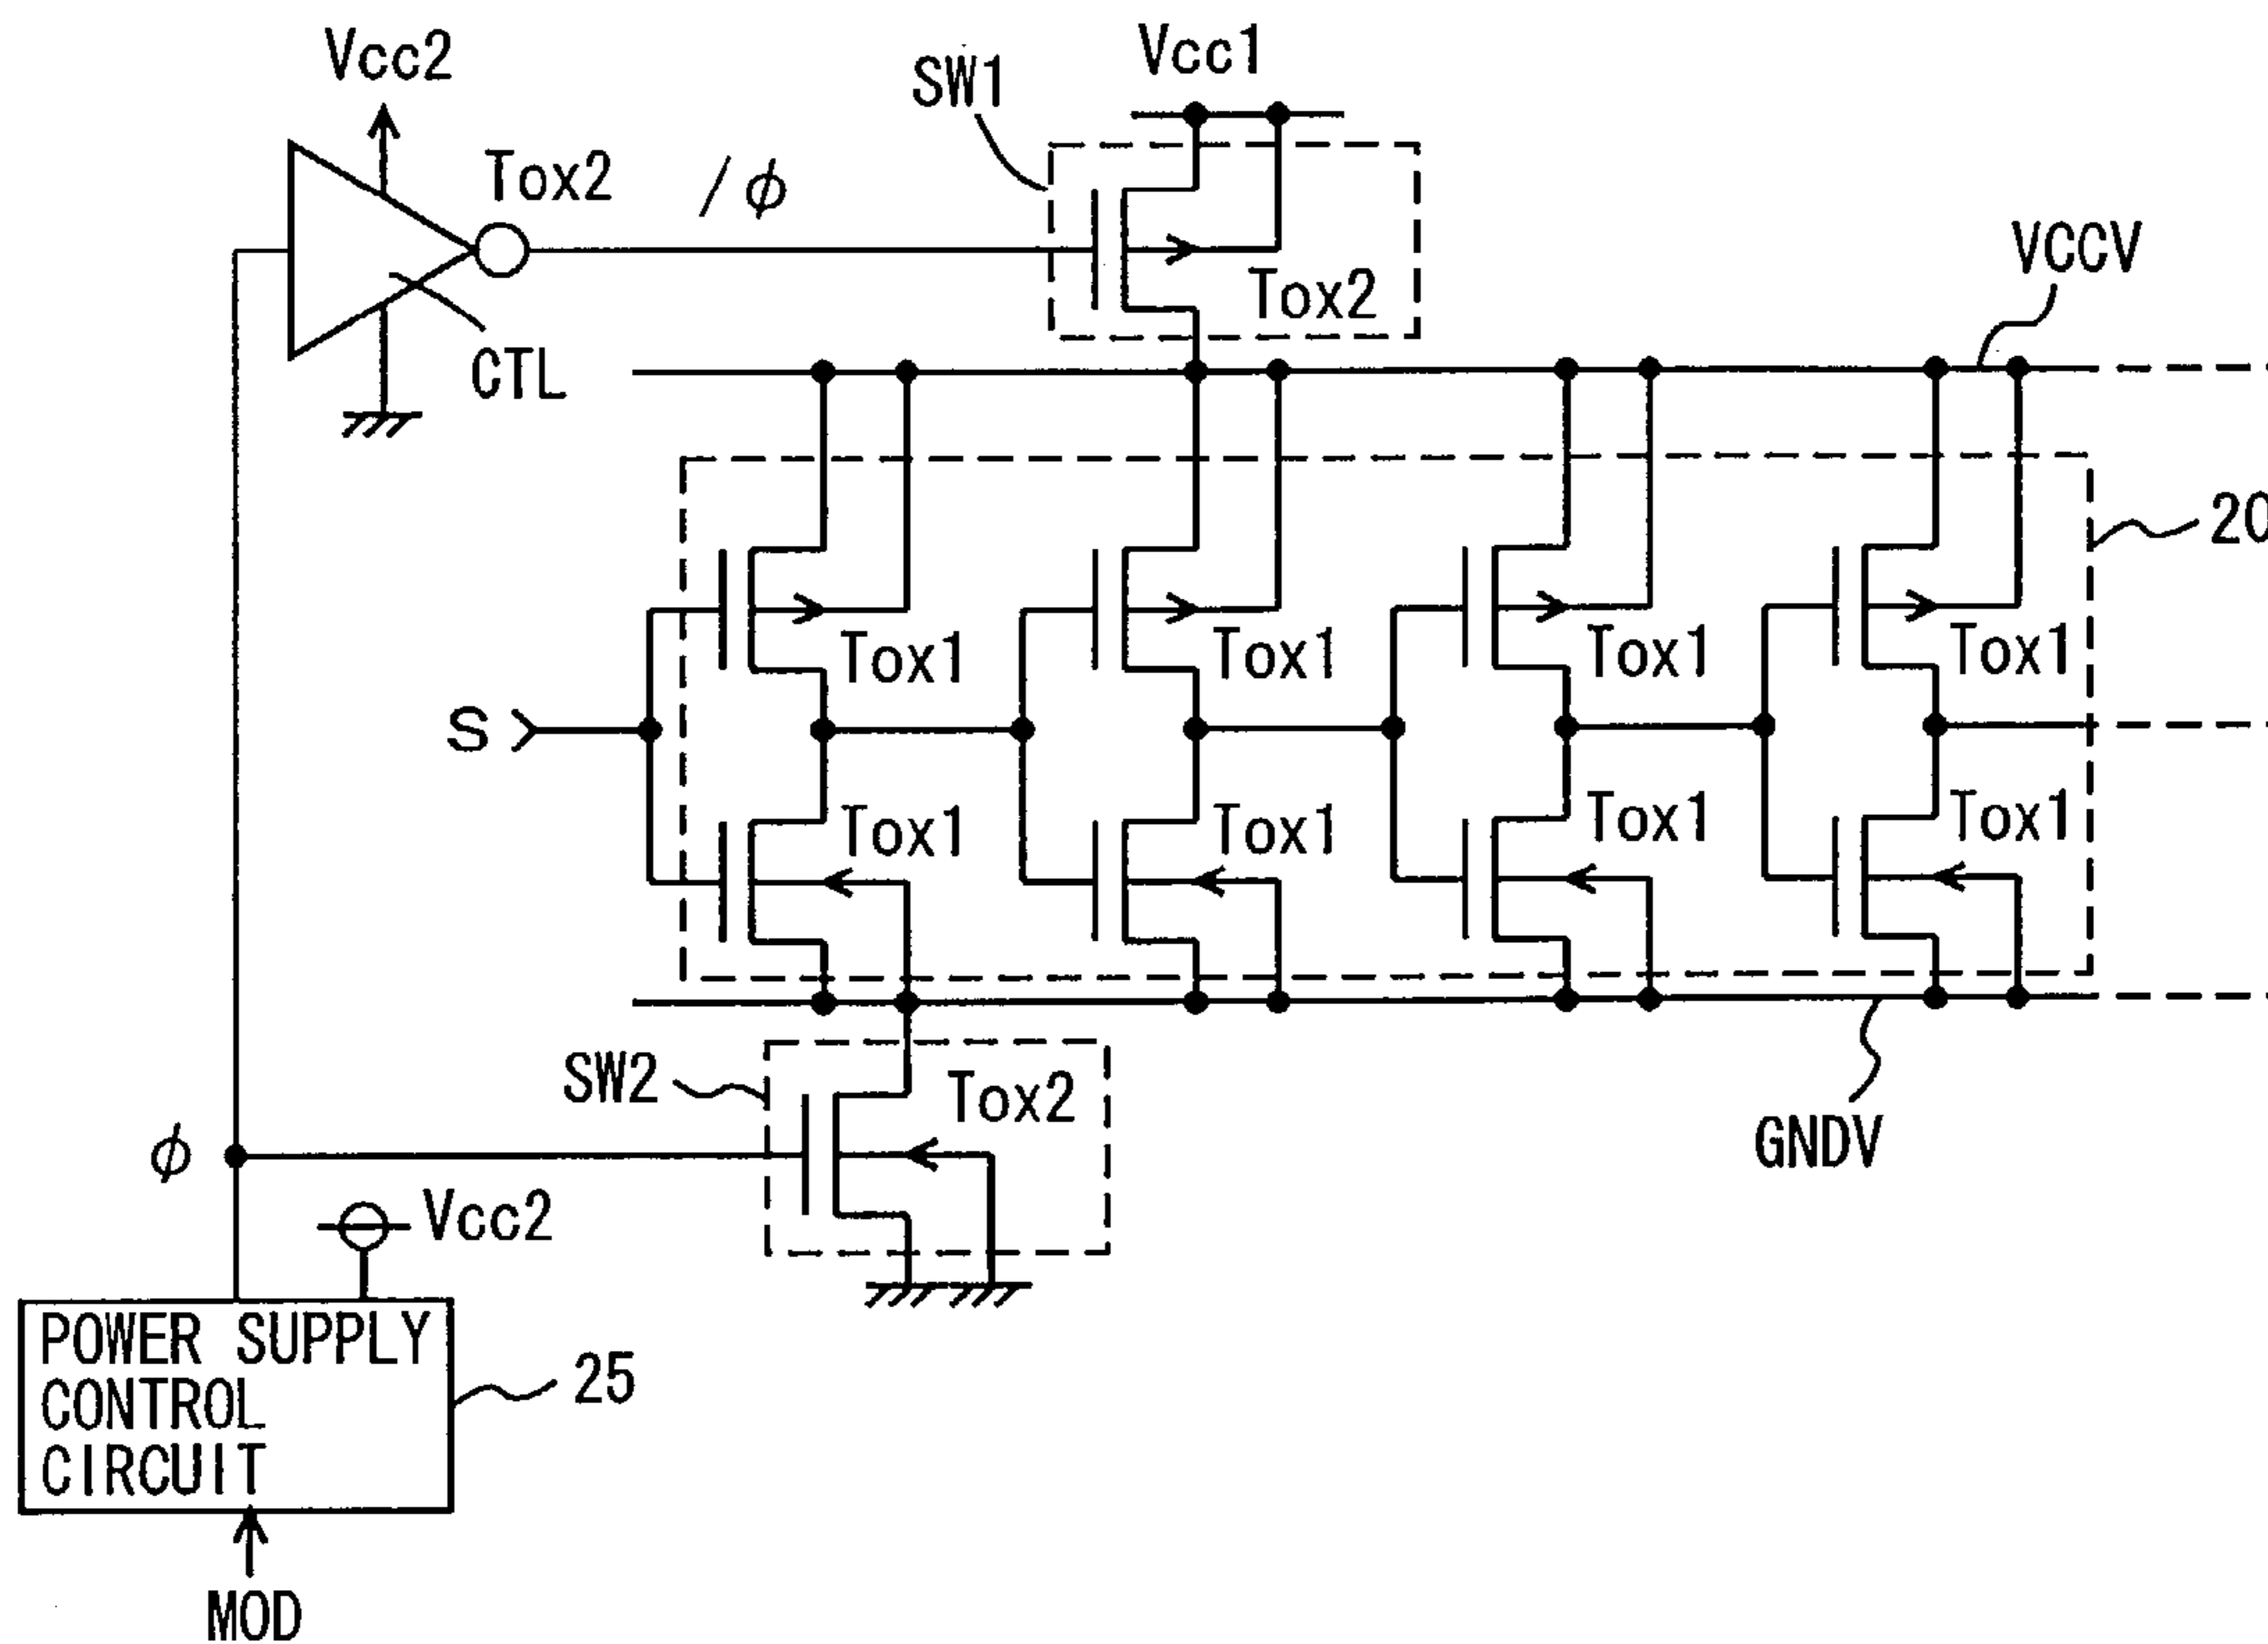 Vcc2
SW1
Vcc1
Tox2
/φ
VCCV
Tox2
CTL
20
Tox1
Tox1
Tox1
Tox1
S
Tox1
Tox1
Tox1
Tox1
SW2
Tox2
φ
GNDV
Vcc2
POWER SUPPLY
CONTROL
CIRCUIT
25
MOD